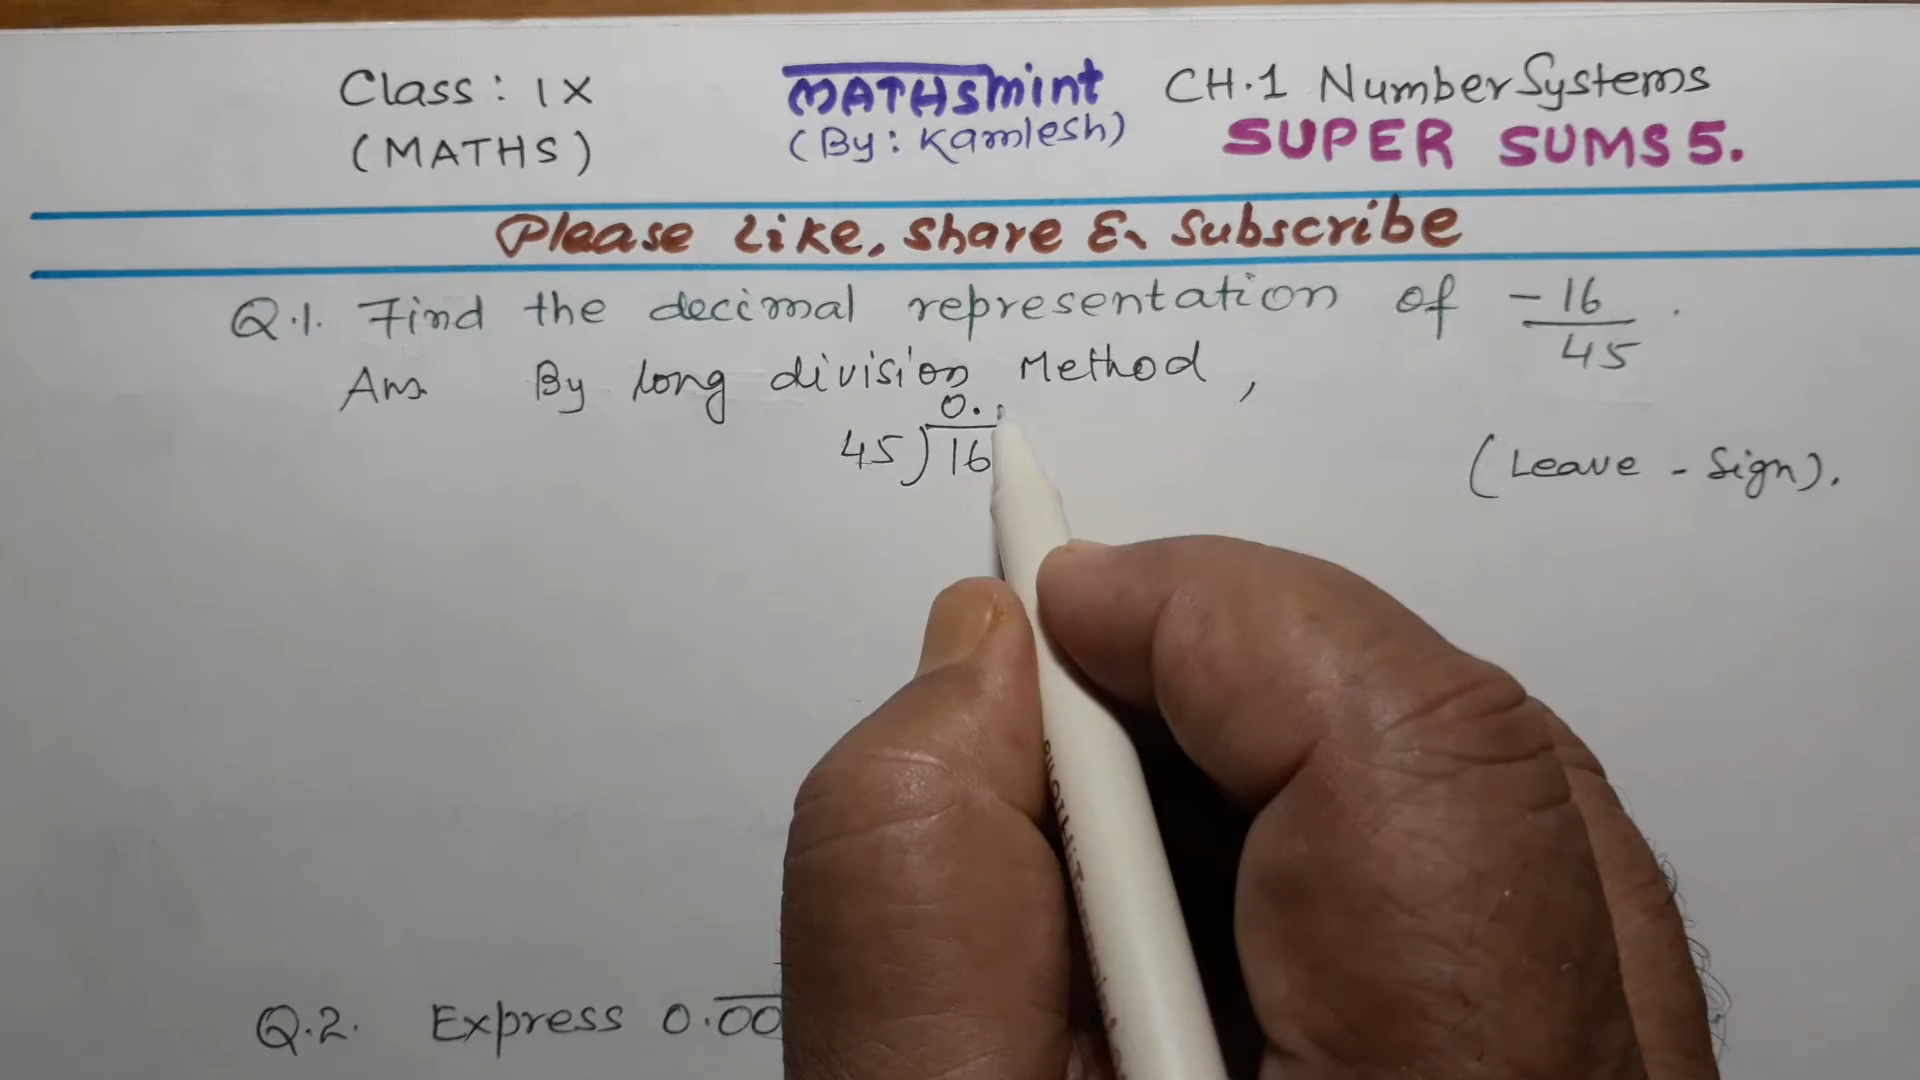 Class: IX MATHSmint CH.1 Number Systems
(MATHS) (By: Kamlesh) SUPER SUMS 5.
Please Like, Share & Subscribe
Q.1. Find the decimal representation of -16/45.
Ans. By long division Method,
0.
45)16
(Leave - Sign).
Q.2. Express 0.00